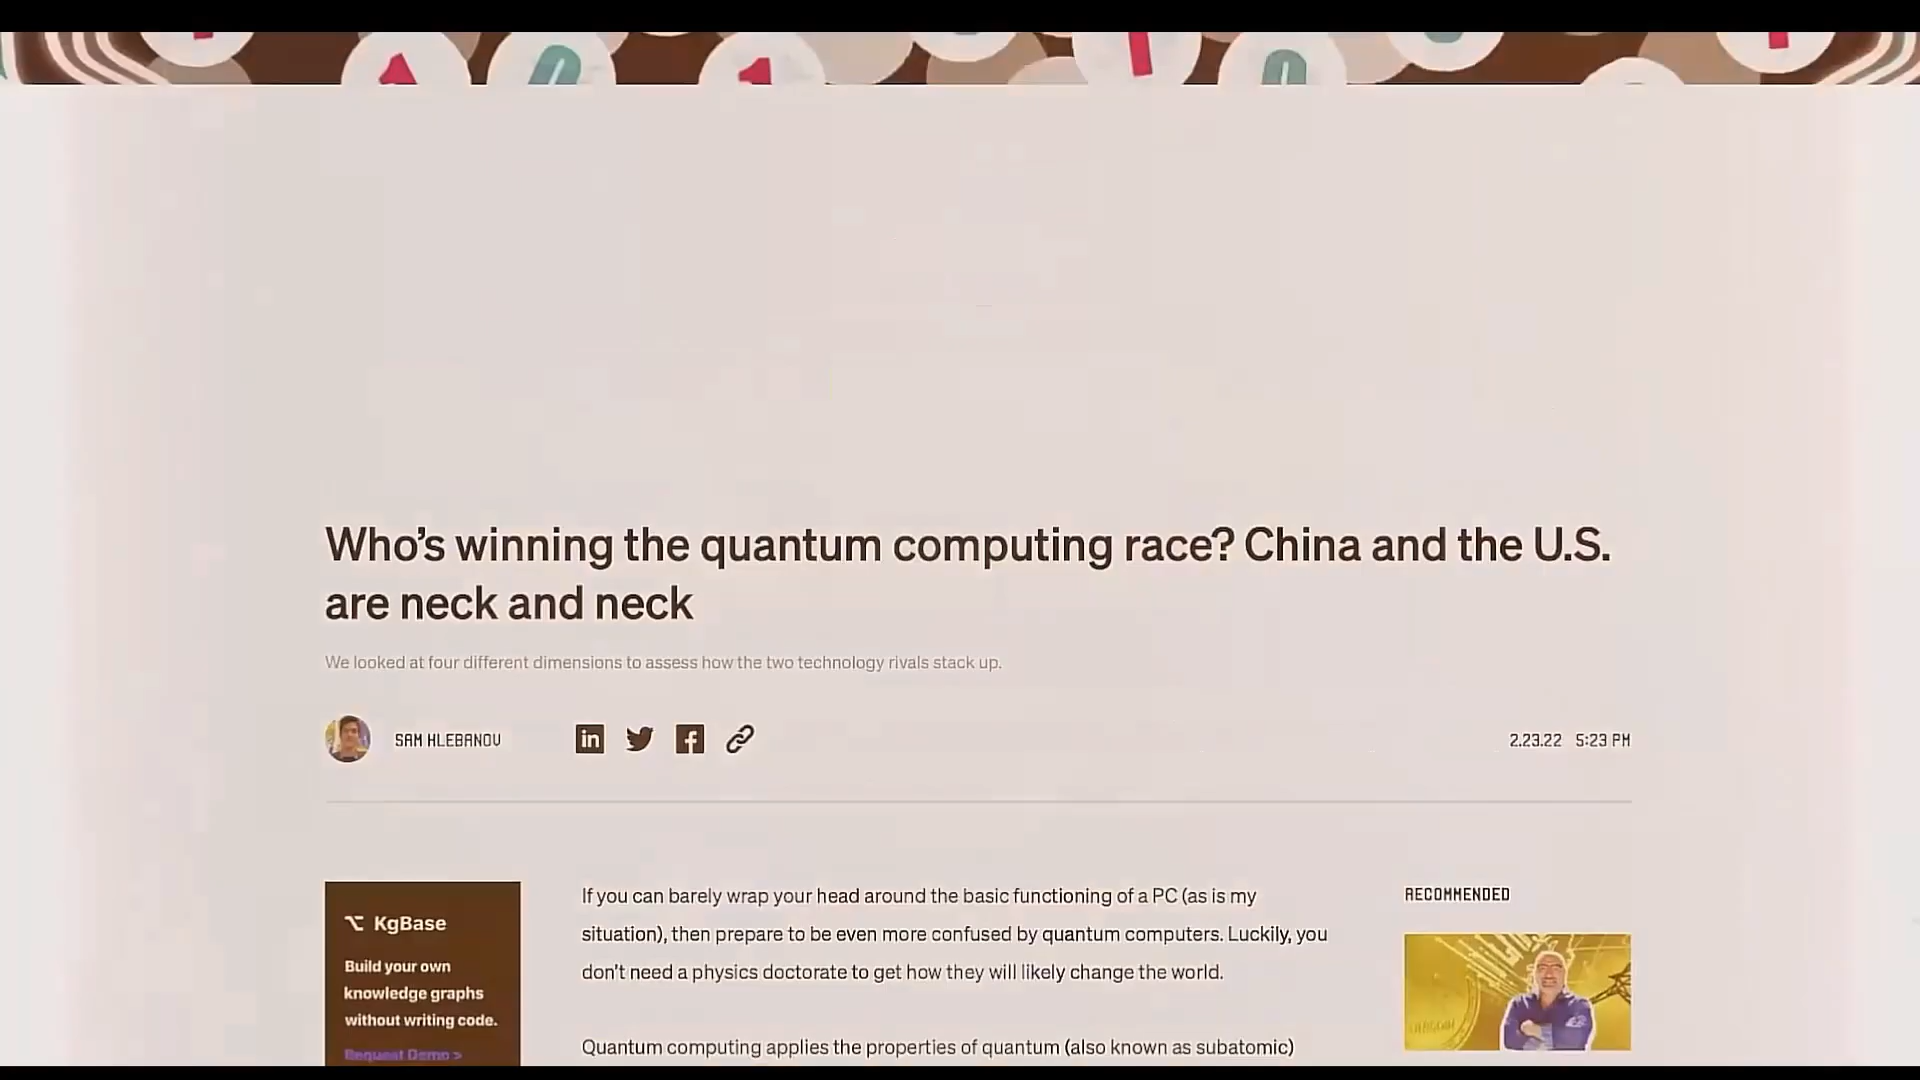 Who's winning the quantum computing race? China and the U.S.
are neck and neck
We looked at four different dimensions to assess how the two technology rivals stack up.
SAM HLEBANOV
2.23.22 5:23 PM
KgBase
Build your own
knowledge graphs
without writing code.
Request Demo >
If you can barely wrap your head around the basic functioning of a PC (as is my
situation), then prepare to be even more confused by quantum computers. Luckily, you
don't need a physics doctorate to get how they will likely change the world.
Quantum computing applies the properties of quantum (also known as subatomic)
RECOMMENDED